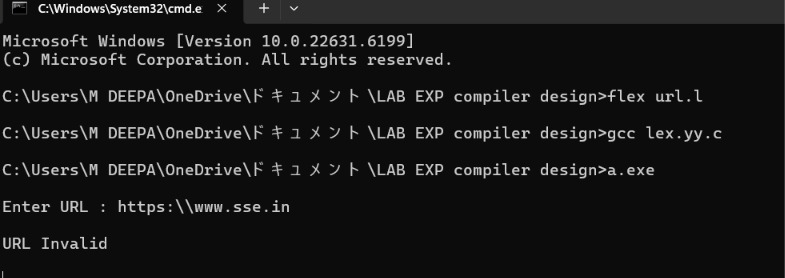 C:\Windows\System32\cmd.e
Microsoft Windows [Version 10.0.22631.6199]
(c) Microsoft Corporation. All rights reserved.
C:\Users\M DEEPA\OneDrive\ドキュメント\LAB EXP compiler design>flex url.l
C:\Users\M DEEPA\OneDrive\ドキュメント\LAB EXP compiler design>gcc lex.yy.c
C:\Users\M DEEPA\OneDrive\ドキュメント\LAB EXP compiler design>a.exe
Enter URL : https:\\www.sse.in
URL Invalid